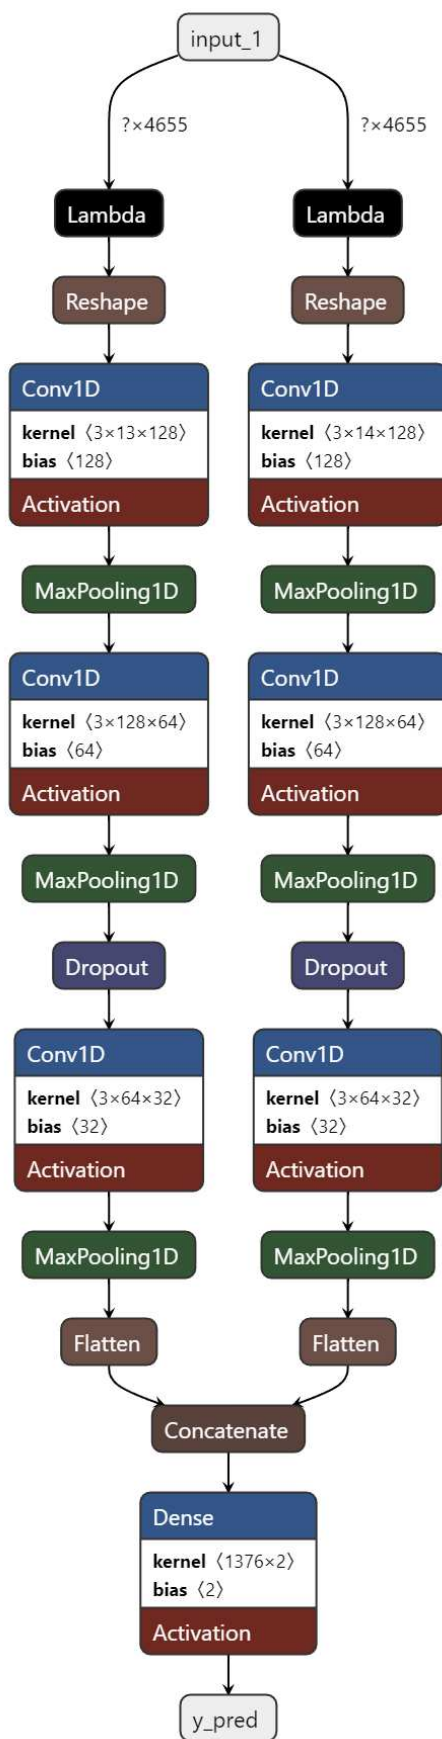 input_1
?×4655 ?×4655
Lambda Lambda
Reshape Reshape
Conv1D Conv1D
kernel 〈3×13×128〉 kernel 〈3×14×128〉
bias 〈128〉 bias 〈128〉
Activation Activation
MaxPooling1D MaxPooling1D
Conv1D Conv1D
kernel 〈3×128×64〉 kernel 〈3×128×64〉
bias 〈64〉 bias 〈64〉
Activation Activation
MaxPooling1D MaxPooling1D
Dropout Dropout
Conv1D Conv1D
kernel 〈3×64×32〉 kernel 〈3×64×32〉
bias 〈32〉 bias 〈32〉
Activation Activation
MaxPooling1D MaxPooling1D
Flatten Flatten
Concatenate
Dense
kernel 〈1376×2〉
bias 〈2〉
Activation
y_pred